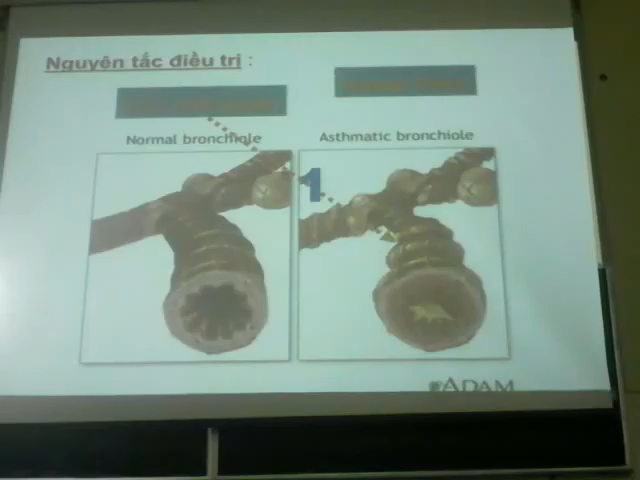 Nguyên tắc điều trị :
Normal bronchiole
Asthmatic bronchiole
1
ADAM